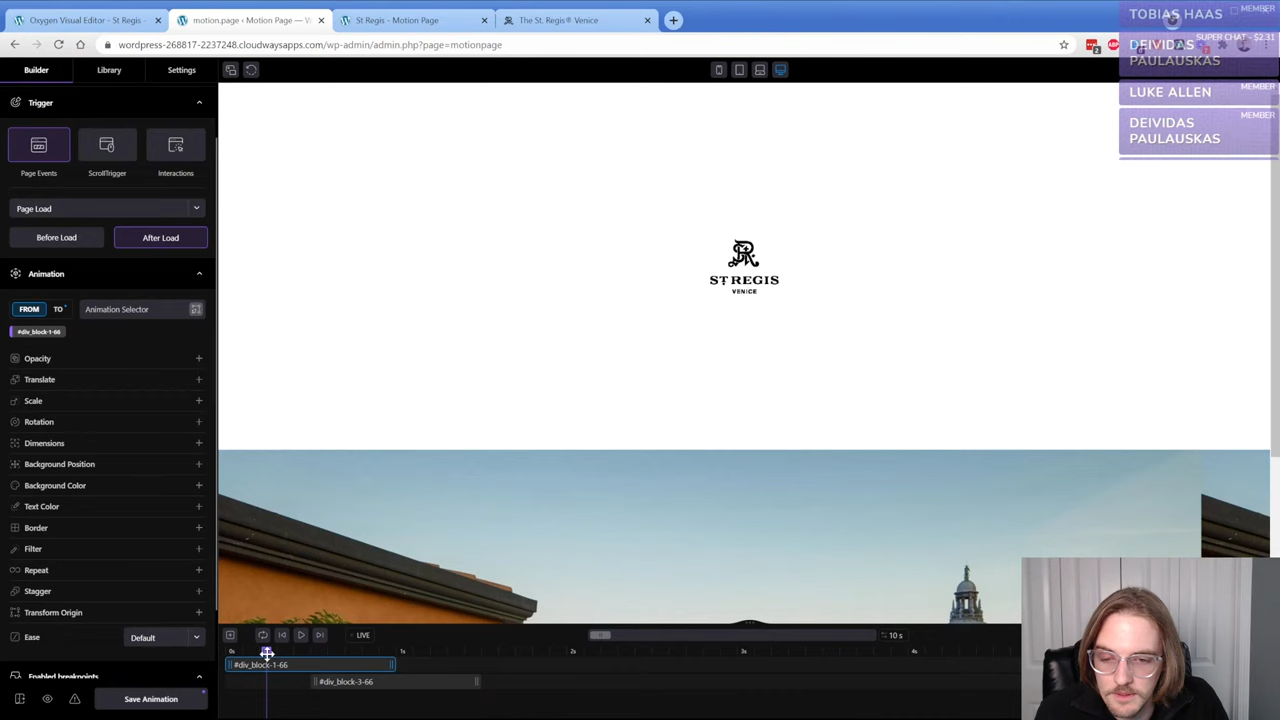 Oxygen Visual Editor - St Regis -
motion.page ‹ Motion Page — W
St Regis - Motion Page
The St. Regis® Venice
wordpress-268817-2237248.cloudwaysapps.com/wp-admin/admin.php?page=motionpage
MEMBER
TOBIAS HAAS
SUPER CHAT - $2.31
DEIVIDAS
PAULAUSKAS
MEMBER
LUKE ALLEN
MEMBER
DEIVIDAS
PAULAUSKAS
Builder
Library
Settings
Trigger
Page Events
ScrollTrigger
Interactions
Page Load
Before Load
After Load
Animation
FROM
TO
Animation Selector
#div_block-1-66
Opacity
Translate
Scale
Rotation
Dimensions
Background Position
Background Color
Text Color
Border
Filter
Repeat
Stagger
Transform Origin
Ease
Default
Enabled breakpoints
Save Animation
SR
ST REGIS
VENICE
LIVE
10 s
0s
1s
2s
3s
4s
#div_block-1-66
#div_block-3-66